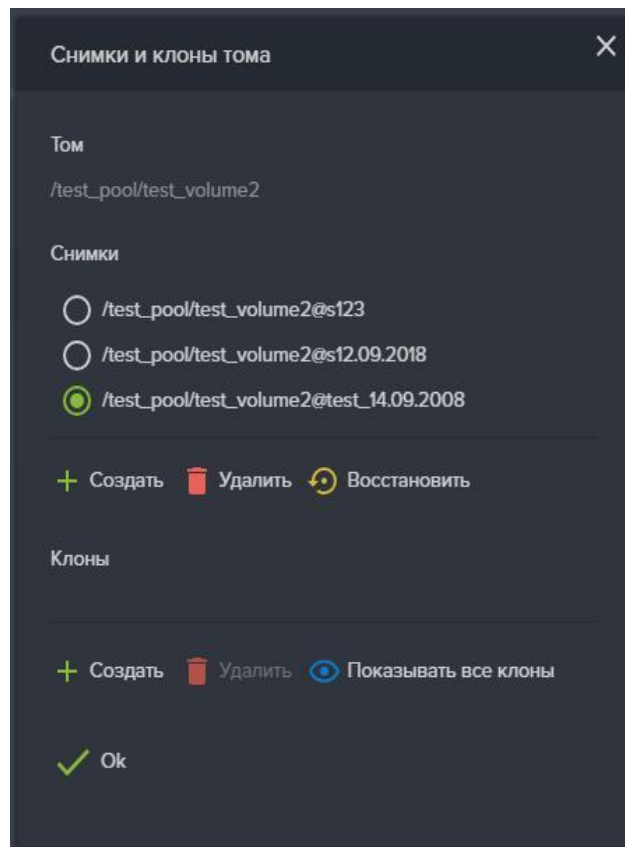 Снимки и клоны тома
Том
/test_pool/test_volume2
Снимки
/test_pool/test_volume2@s123
/test_pool/test_volume2@s12.09.2018
/test_pool/test_volume2@test_14.09.2008
Создать Удалить Восстановить
Клоны
Создать Удалить Показывать все клоны
Ok